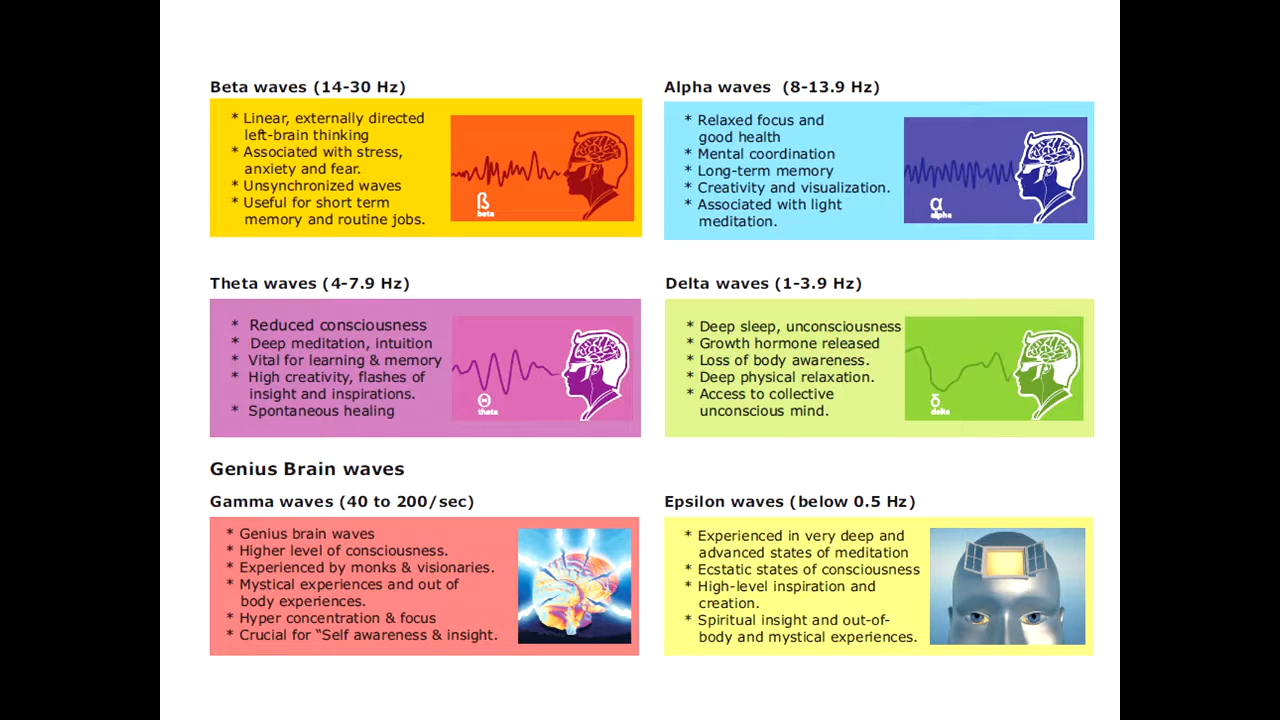 Beta waves (14-30 Hz)
* Linear, externally directed
left-brain thinking
* Associated with stress,
anxiety and fear.
* Unsynchronized waves
* Useful for short term
memory and routine jobs.
ß
beta
Alpha waves (8-13.9 Hz)
* Relaxed focus and
good health
* Mental coordination
* Long-term memory
* Creativity and visualization.
* Associated with light
meditation.
α
alpha
Theta waves (4-7.9 Hz)
* Reduced consciousness
* Deep meditation, intuition
* Vital for learning & memory
* High creativity, flashes of
insight and inspirations.
* Spontaneous healing
Θ
theta
Delta waves (1-3.9 Hz)
* Deep sleep, unconsciousness
* Growth hormone released
* Loss of body awareness.
* Deep physical relaxation.
* Access to collective
unconscious mind.
δ
delta
Genius Brain waves
Gamma waves (40 to 200/sec)
* Genius brain waves
* Higher level of consciousness.
* Experienced by monks & visionaries.
* Mystical experiences and out of
body experiences.
* Hyper concentration & focus
* Crucial for “Self awareness & insight.
Epsilon waves (below 0.5 Hz)
* Experienced in very deep and
advanced states of meditation
* Ecstatic states of consciousness
* High-level inspiration and
creation.
* Spiritual insight and out-of-
body and mystical experiences.